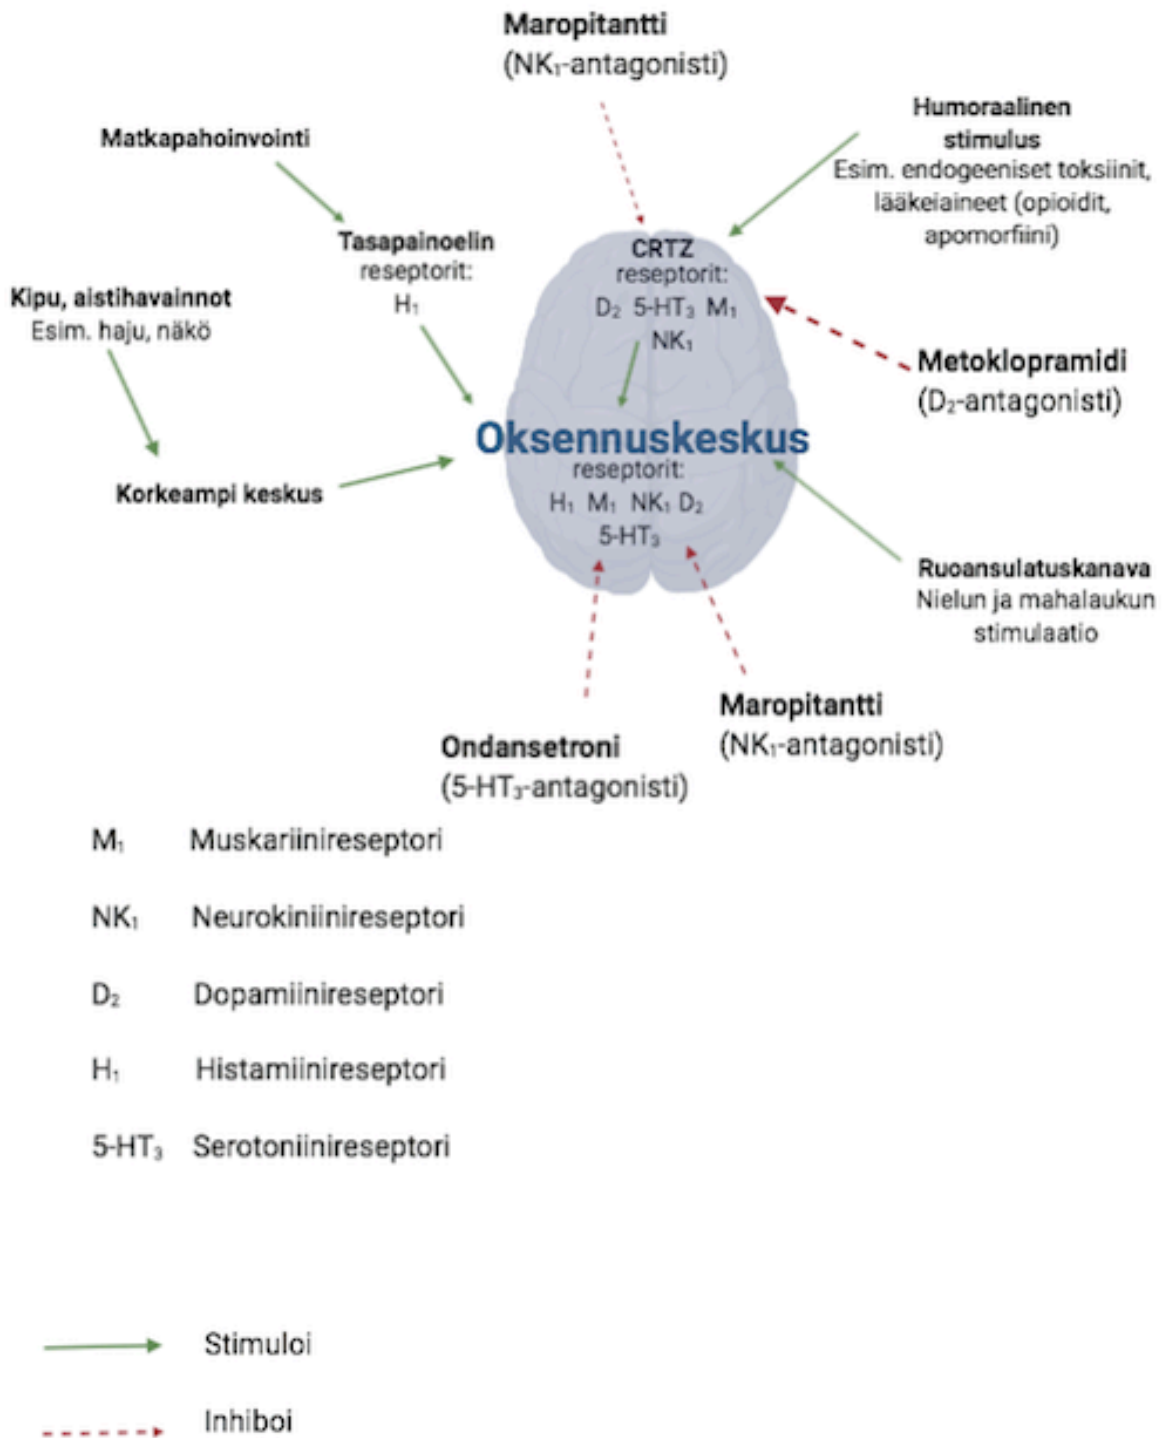 Maropitantti
(NK₁-antagonisti)
Humoraalinen
stimulus
Esim. endogeeniset toksiinit,
lääkeiaineet (opioidit,
apomorfiini)
Matkapahoinvointi
Tasapainoelin
reseptorit:
H₁
CRTZ
reseptorit:
D₂ 5-HT₃ M₁
NK₁
Kipu, aistihavainnot
Esim. haju, näkö
Metoklopramidi
(D₂-antagonisti)
Oksennuskeskus
reseptorit:
H₁ M₁ NK₁ D₂
5-HT₃
Korkeampi keskus
Ruoansulatuskanava
Nielun ja mahalaukun
stimulaatio
Maropitantti
(NK₁-antagonisti)
Ondansetroni
(5-HT₃-antagonisti)
M₁ Muskariinireseptori
NK₁ Neurokiniinireseptori
D₂ Dopamiinireseptori
H₁ Histamiinireseptori
5-HT₃ Serotoniinireseptori
Stimuloi
Inhiboi